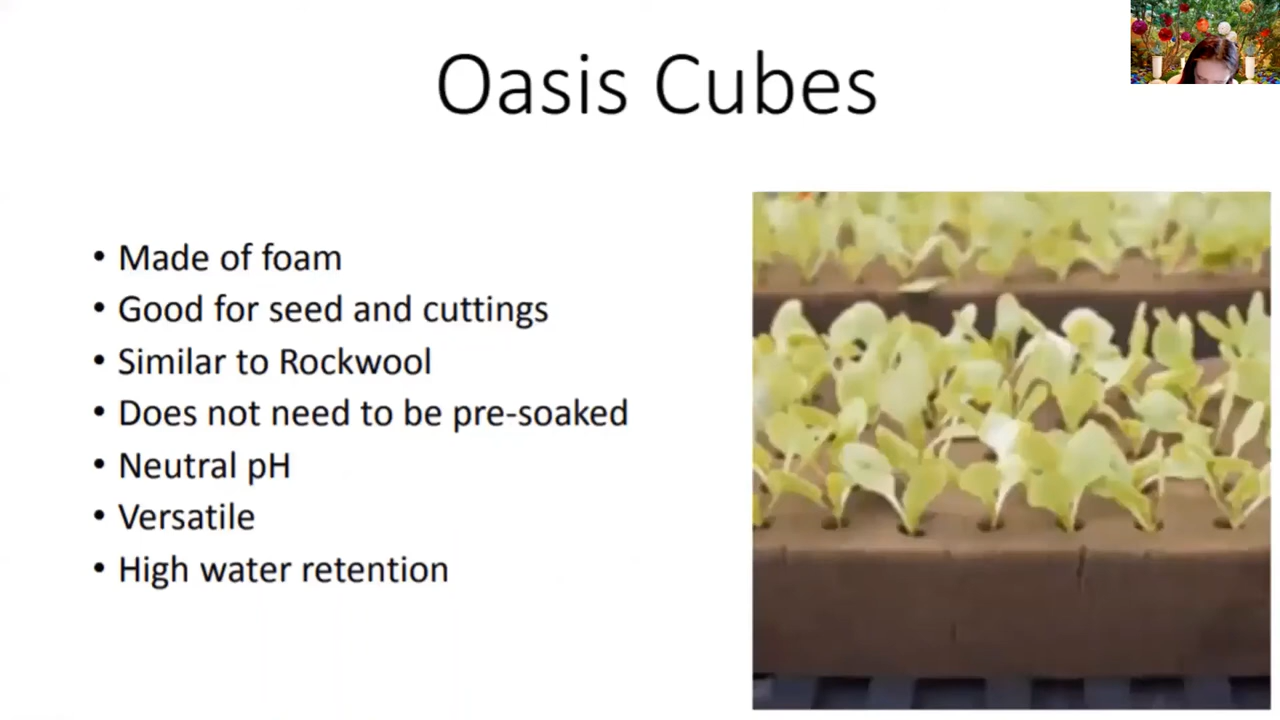 Oasis Cubes
• Made of foam
• Good for seed and cuttings
• Similar to Rockwool
• Does not need to be pre-soaked
• Neutral pH
• Versatile
• High water retention